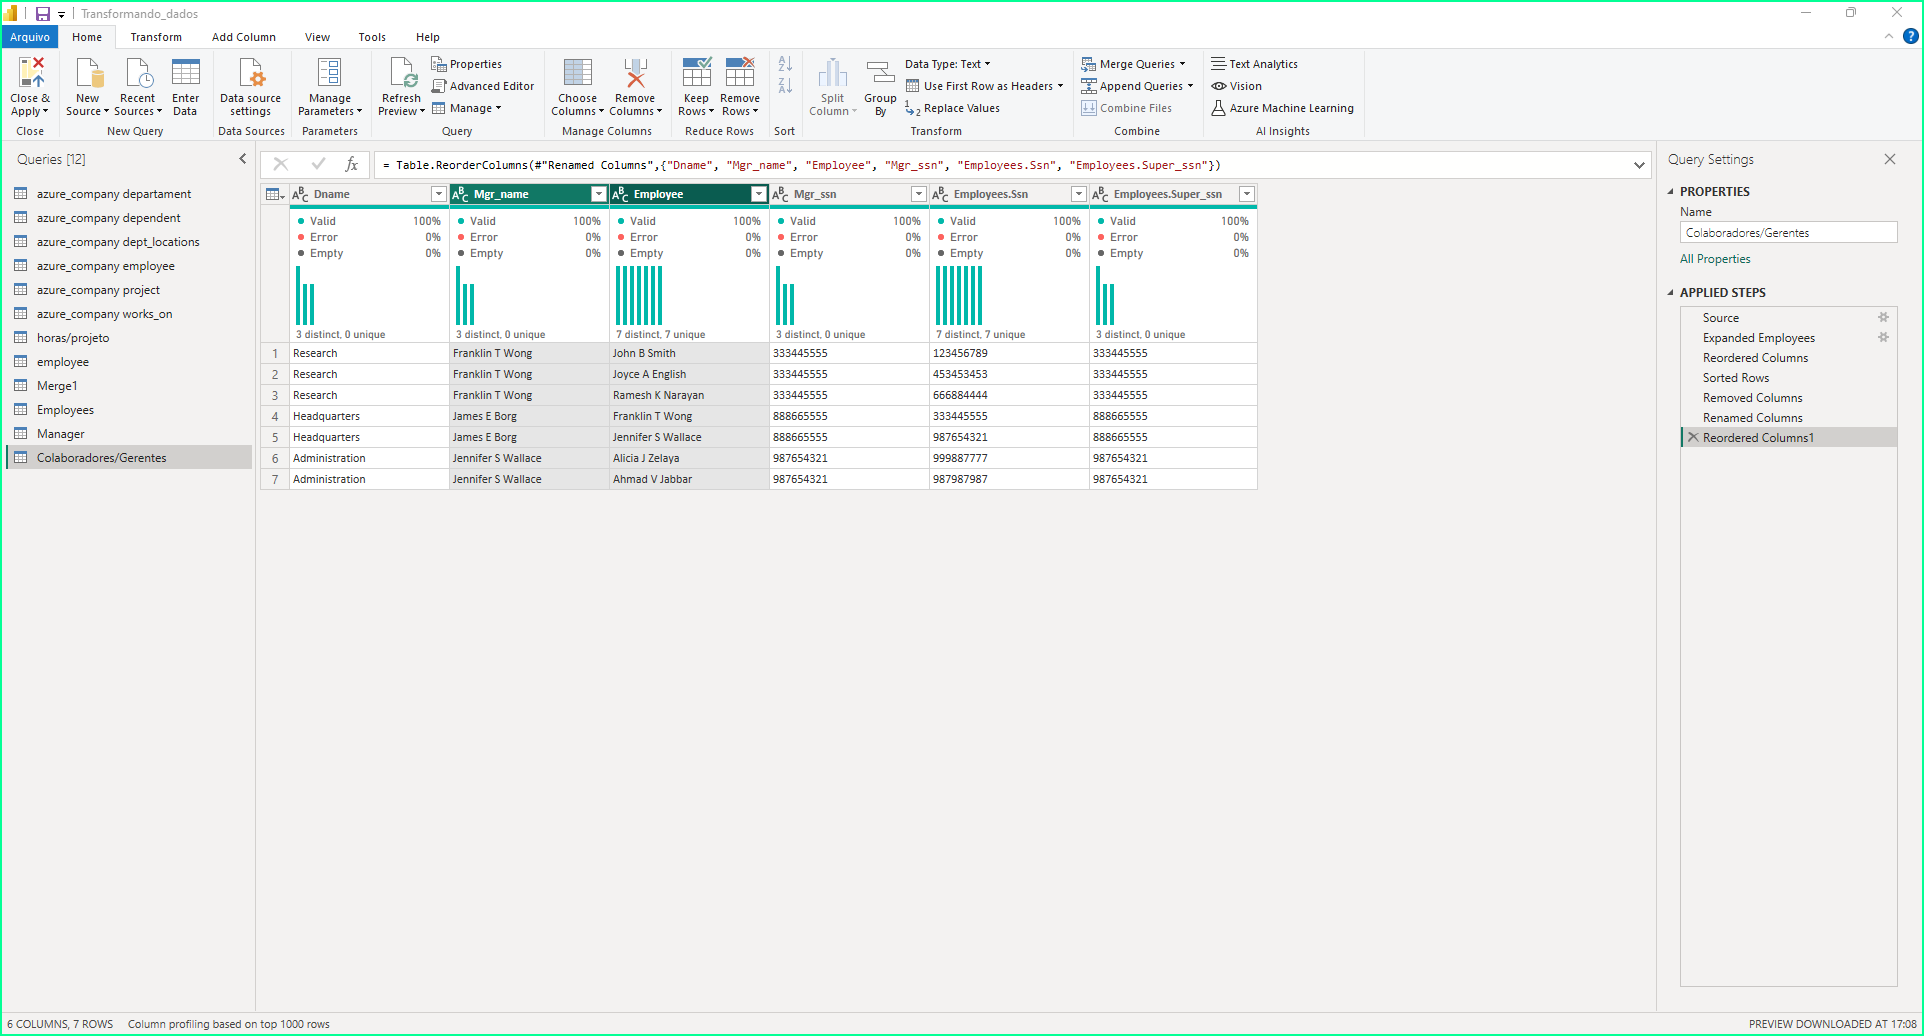 Transformando_dados
Arquivo Home Transform Add Column View Tools Help
Close & Apply
Close
New Source
Recent Sources
Enter Data
New Query
Data source settings
Data Sources
Manage Parameters
Parameters
Refresh Preview
Properties
Advanced Editor
Manage
Query
Choose Columns
Remove Columns
Manage Columns
Keep Rows
Remove Rows
Reduce Rows
Sort
Split Column
Group By
Data Type: Text
Use First Row as Headers
Replace Values
Transform
Merge Queries
Append Queries
Combine Files
Combine
Text Analytics
Vision
Azure Machine Learning
AI Insights
Queries [12]
azure_company departament
azure_company dependent
azure_company dept_locations
azure_company employee
azure_company project
azure_company works_on
horas/projeto
employee
Merge1
Employees
Manager
Colaboradores/Gerentes
fx
= Table.ReorderColumns(#"Renamed Columns",{"Dname", "Mgr_name", "Employee", "Mgr_ssn", "Employees.Ssn", "Employees.Super_ssn"})
ABC Dname ABC Mgr_name ABC Employee ABC Mgr_ssn ABC Employees.Ssn ABC Employees.Super_ssn
Valid 100% Valid 100% Valid 100% Valid 100% Valid 100% Valid 100%
Error 0% Error 0% Error 0% Error 0% Error 0% Error 0%
Empty 0% Empty 0% Empty 0% Empty 0% Empty 0% Empty 0%
3 distinct, 0 unique 3 distinct, 0 unique 7 distinct, 7 unique 3 distinct, 0 unique 7 distinct, 7 unique 3 distinct, 0 unique
1 Research Franklin T Wong John B Smith 333445555 123456789 333445555
2 Research Franklin T Wong Joyce A English 333445555 453453453 333445555
3 Research Franklin T Wong Ramesh K Narayan 333445555 666884444 333445555
4 Headquarters James E Borg Franklin T Wong 888665555 333445555 888665555
5 Headquarters James E Borg Jennifer S Wallace 888665555 987654321 888665555
6 Administration Jennifer S Wallace Alicia J Zelaya 987654321 999887777 987654321
7 Administration Jennifer S Wallace Ahmad V Jabbar 987654321 987987987 987654321
Query Settings
PROPERTIES
Name
Colaboradores/Gerentes
All Properties
APPLIED STEPS
Source
Expanded Employees
Reordered Columns
Sorted Rows
Removed Columns
Renamed Columns
Reordered Columns1
6 COLUMNS, 7 ROWS Column profiling based on top 1000 rows
PREVIEW DOWNLOADED AT 17:08